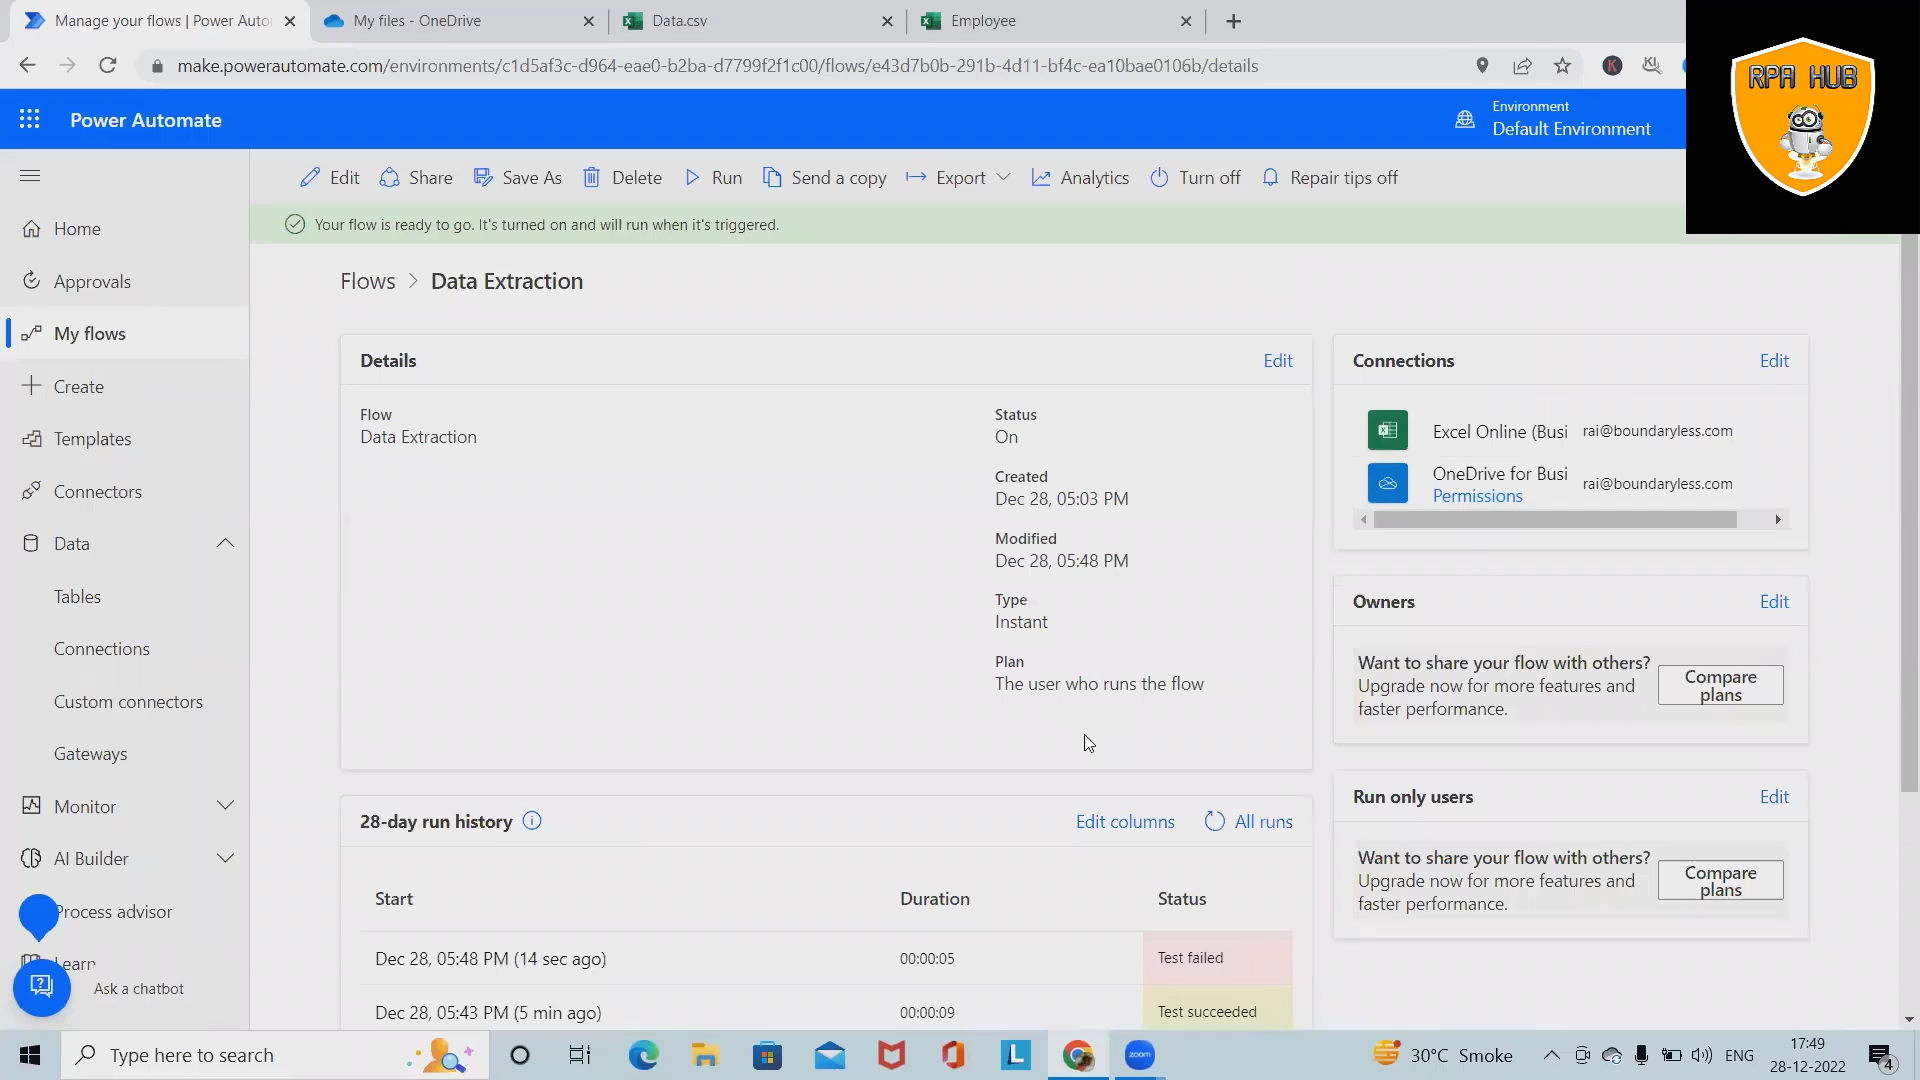 Manage your flows | Power Auto
My files - OneDrive
Data.csv
Employee
make.powerautomate.com/environments/c1d5af3c-d964-eae0-b2ba-d7799f2f1c00/flows/e43d7b0b-291b-4d11-bf4c-ea10bae0106b/details
RPA HUB
Power Automate
Environment
Default Environment
Edit
Share
Save As
Delete
Run
Send a copy
Export
Analytics
Turn off
Repair tips off
Your flow is ready to go. It's turned on and will run when it's triggered.
Home
Approvals
My flows
Create
Templates
Connectors
Data
Tables
Connections
Custom connectors
Gateways
Monitor
AI Builder
Process advisor
Learn
Ask a chatbot
Flows > Data Extraction
Details
Edit
Flow
Data Extraction
Status
On
Created
Dec 28, 05:03 PM
Modified
Dec 28, 05:48 PM
Type
Instant
Plan
The user who runs the flow
28-day run history
Edit columns
All runs
Start Duration Status
Dec 28, 05:48 PM (14 sec ago) 00:00:05 Test failed
Dec 28, 05:43 PM (5 min ago) 00:00:09 Test succeeded
Connections
Edit
Excel Online (Busi rai@boundaryless.com
OneDrive for Busi rai@boundaryless.com
Permissions
Owners
Edit
Want to share your flow with others?
Upgrade now for more features and
faster performance.
Compare
plans
Run only users
Edit
Want to share your flow with others?
Upgrade now for more features and
faster performance.
Compare
plans
Type here to search
zoom
30°C Smoke
ENG
17:49
28-12-2022
4